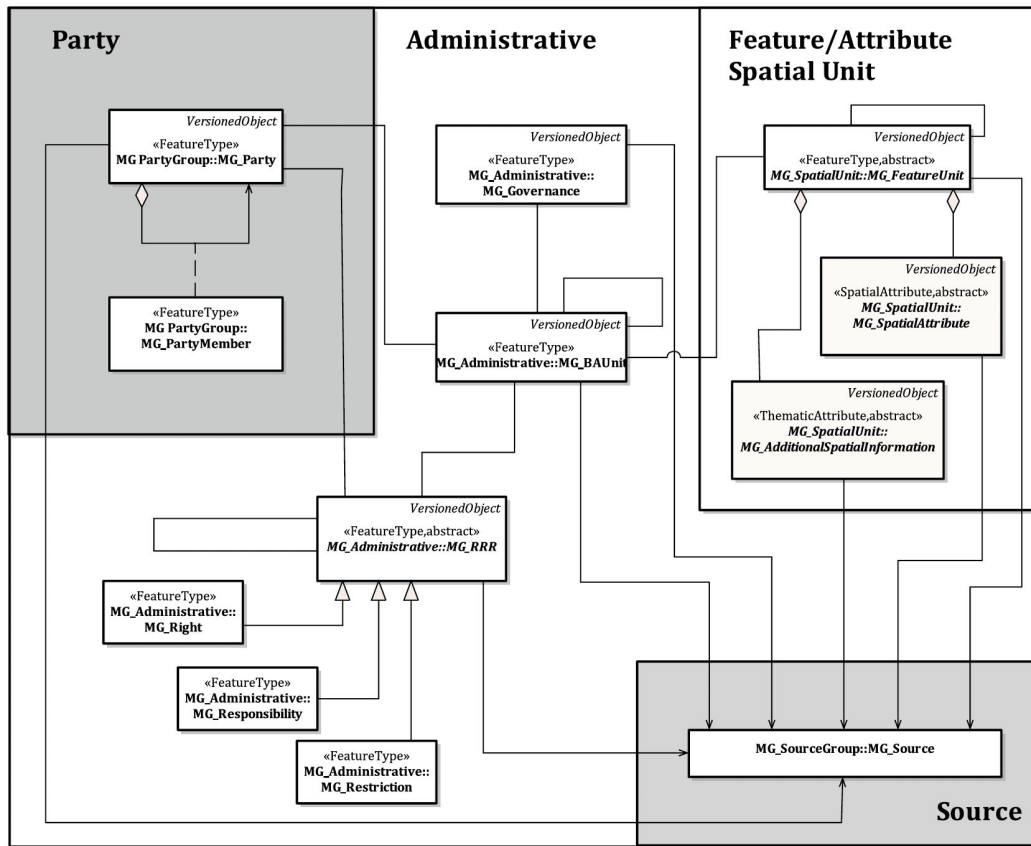 Party
Administrative
Feature/Attribute
Spatial Unit
VersionedObject
«FeatureType»
MG PartyGroup::MG_Party
«FeatureType»
MG PartyGroup::
MG_PartyMember
VersionedObject
«FeatureType»
MG_Administrative::
MG_Governance
VersionedObject
«FeatureType»
MG_Administrative::MG_BAUnit
VersionedObject
«FeatureType,abstract»
MG_SpatialUnit::MG_FeatureUnit
VersionedObject
«SpatialAttribute,abstract»
MG_SpatialUnit::
MG_SpatialAttribute
VersionedObject
«ThematicAttribute,abstract»
MG_SpatialUnit::
MG_AdditionalSpatialInformation
VersionedObject
«FeatureType,abstract»
MG_Administrative::MG_RRR
«FeatureType»
MG_Administrative::
MG_Right
«FeatureType»
MG_Administrative::
MG_Responsibility
«FeatureType»
MG_Administrative::
MG_Restriction
MG_SourceGroup::MG_Source
Source